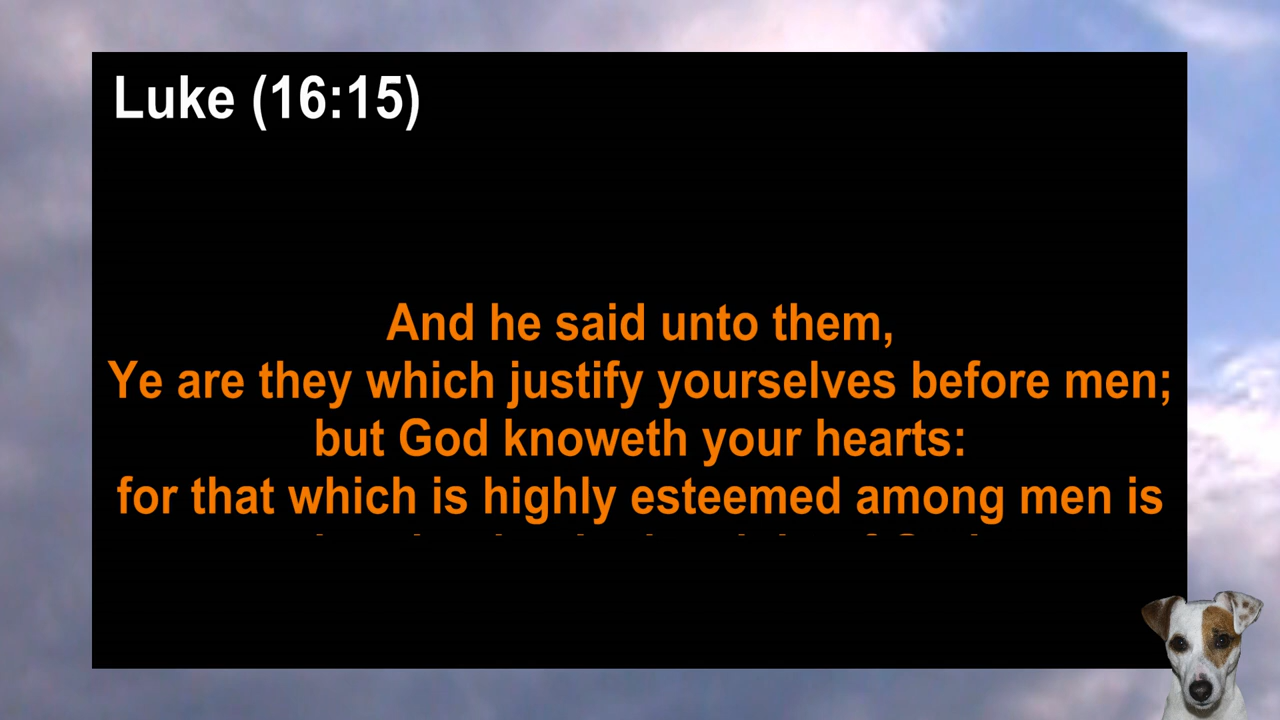 Luke (16:15)
And he said unto them,
Ye are they which justify yourselves before men;
but God knoweth your hearts:
for that which is highly esteemed among men is